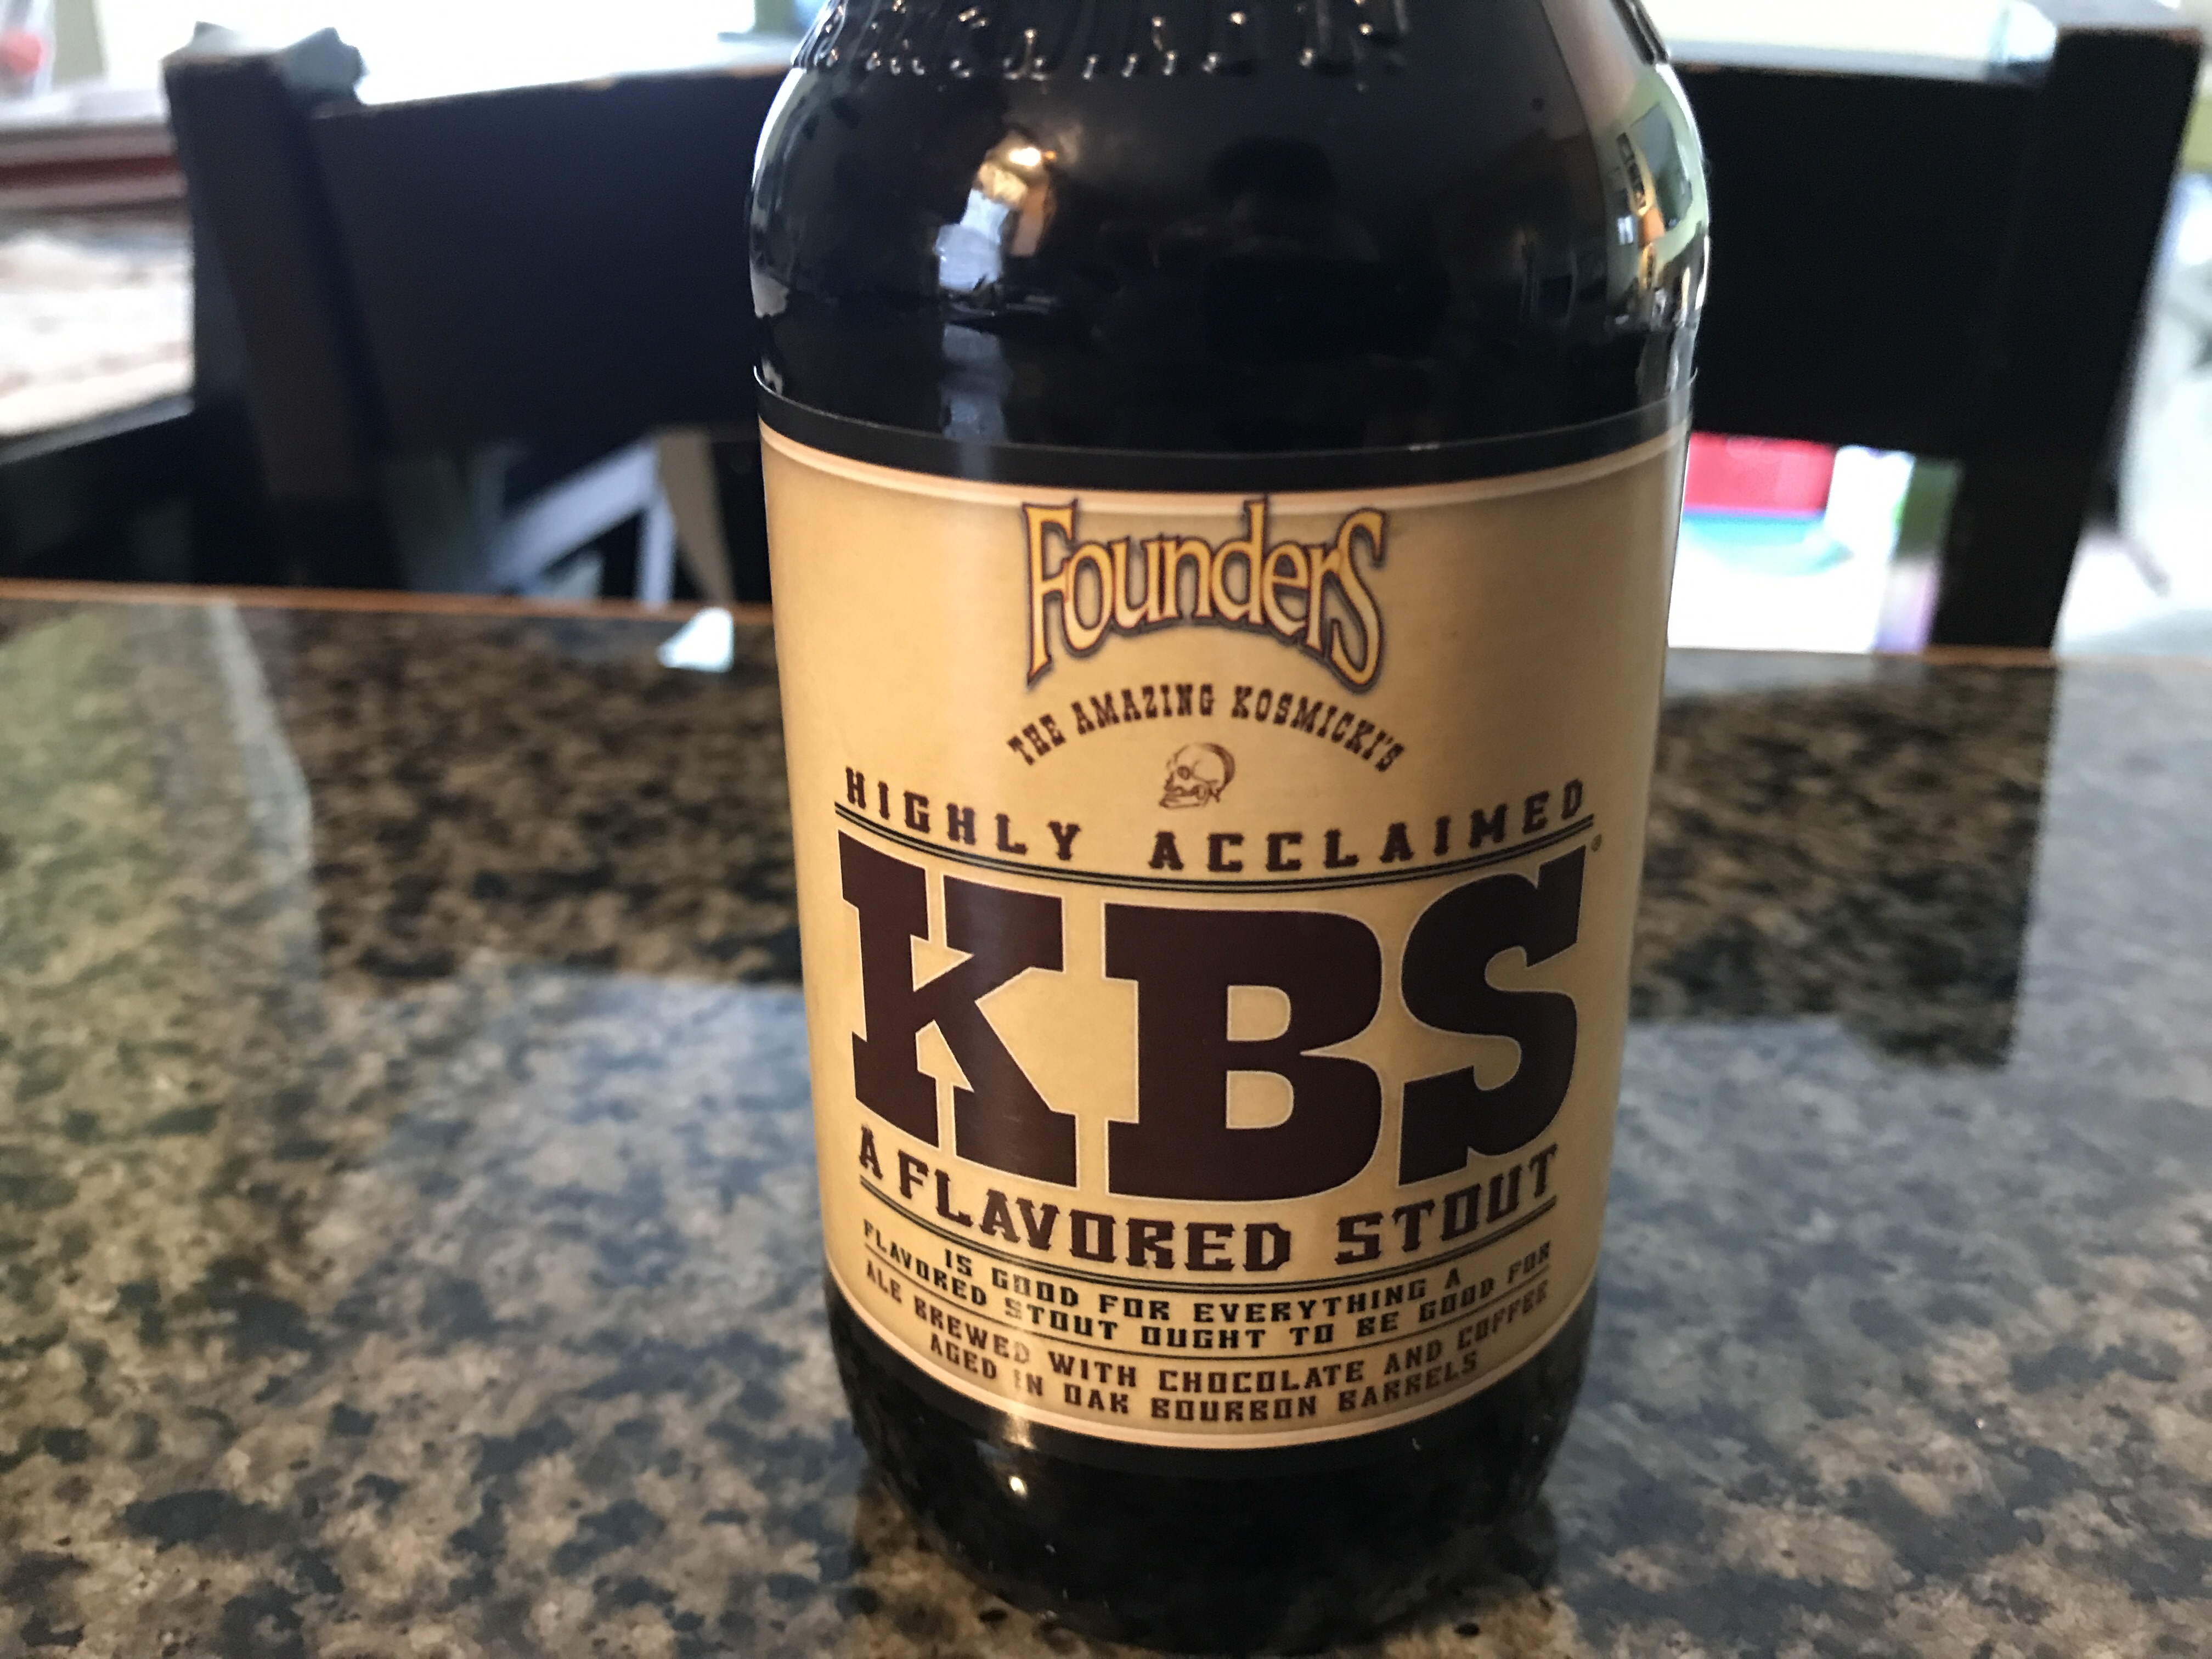 Founders
THE AMAZING KOSMICKI'S
HIGHLY ACCLAIMED
KBS
A FLAVORED STOUT
IS GOOD FOR EVERYTHING A
FLAVORED STOUT OUGHT TO BE GOOD FOR
ALE BREWED WITH CHOCOLATE AND COFFEE
AGED IN OAK BOURBON BARRELS